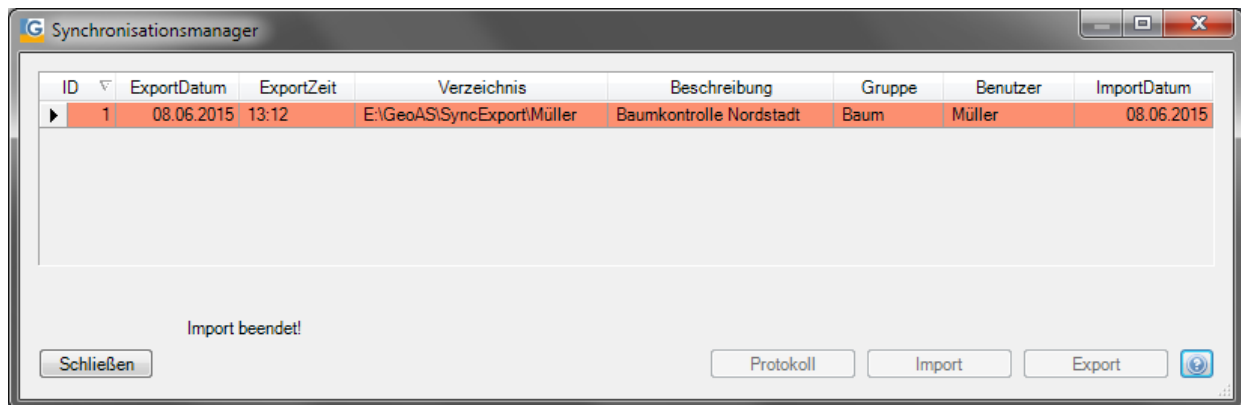 Synchronisationsmanager
ID ExportDatum ExportZeit Verzeichnis Beschreibung Gruppe Benutzer ImportDatum
1 08.06.2015 13:12 E:\GeoAS\SyncExport\Müller Baumkontrolle Nordstadt Baum Müller 08.06.2015
Import beendet!
Schließen Protokoll Import Export